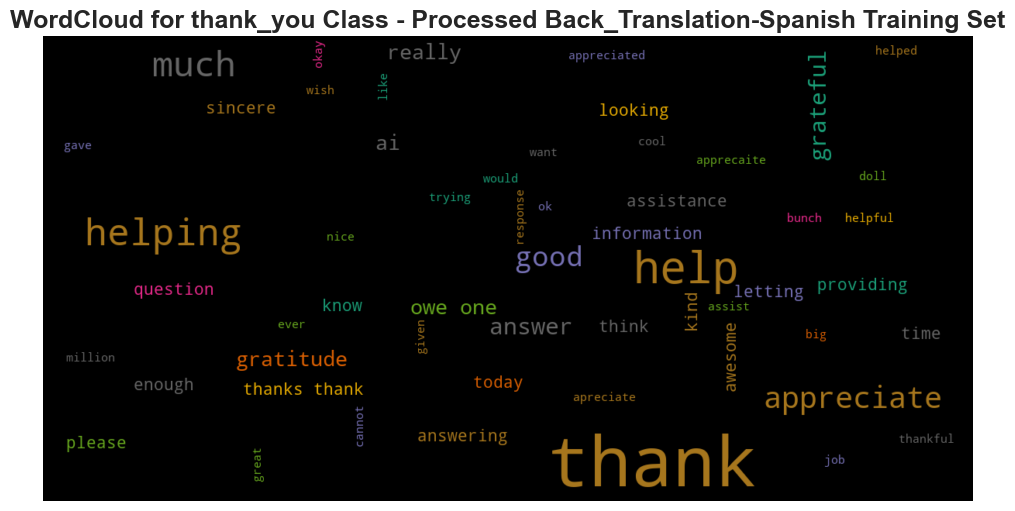 WordCloud for thank_you Class - Processed Back_Translation-Spanish Training Set
much
okay
really
appreciated
helped
wish
like
sincere
looking
grateful
gave
ai
want
cool
apprecaite
doll
would
trying
response
ok
assistance
bunch
helpful
helping
nice
information
good
help
question
know
letting
providing
owe one
kind
assist
ever
given
answer
think
awesome
big
time
million
gratitude
enough
thanks thank
today
apreciate
appreciate
please
cannot
answering
thank
thankful
great
job